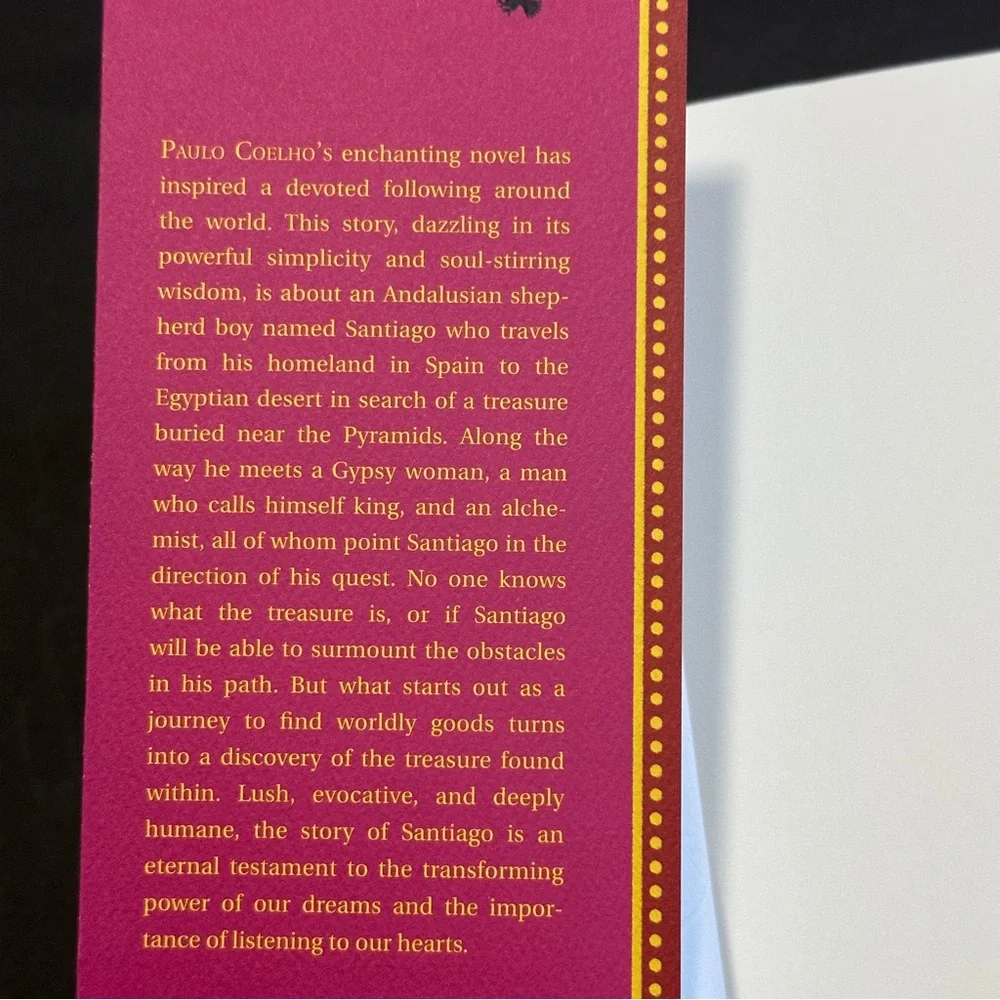 PAULO COELHO'S enchanting novel has
inspired a devoted following around
the world. This story, dazzling in its
powerful simplicity and soul-stirring
wisdom, is about an Andalusian shep-
herd boy named Santiago who travels
from his homeland in Spain to the
Egyptian desert in search of a treasure
buried near the Pyramids. Along the
way he meets a Gypsy woman, a man
who calls himself king, and an alche-
mist, all of whom point Santiago in the
direction of his quest. No one knows
what the treasure is, or if Santiago
will be able to surmount the obstacles
in his path. But what starts out as a
journey to find worldly goods turns
into a discovery of the treasure found
within. Lush, evocative, and deeply
humane, the story of Santiago is an
eternal testament to the transforming
power of our dreams and the impor-
tance of listening to our hearts.